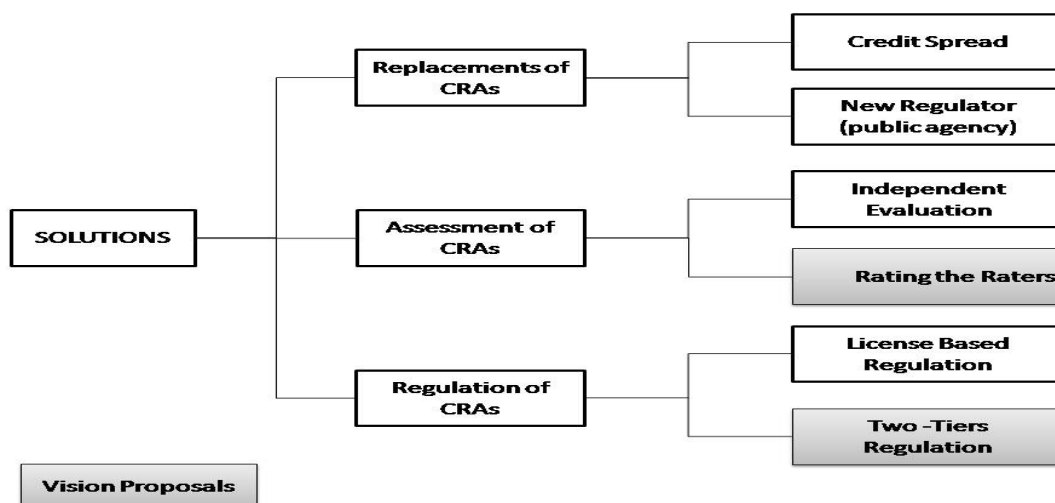 Credit Spread
Replacements of
CRAs
New Regulator
(public agency)
Independent
Evaluation
SOLUTIONS
Assessment of
CRAs
Rating the Raters
License Based
Regulation
Regulation of
CRAs
Two -Tiers
Regulation
Vision Proposals